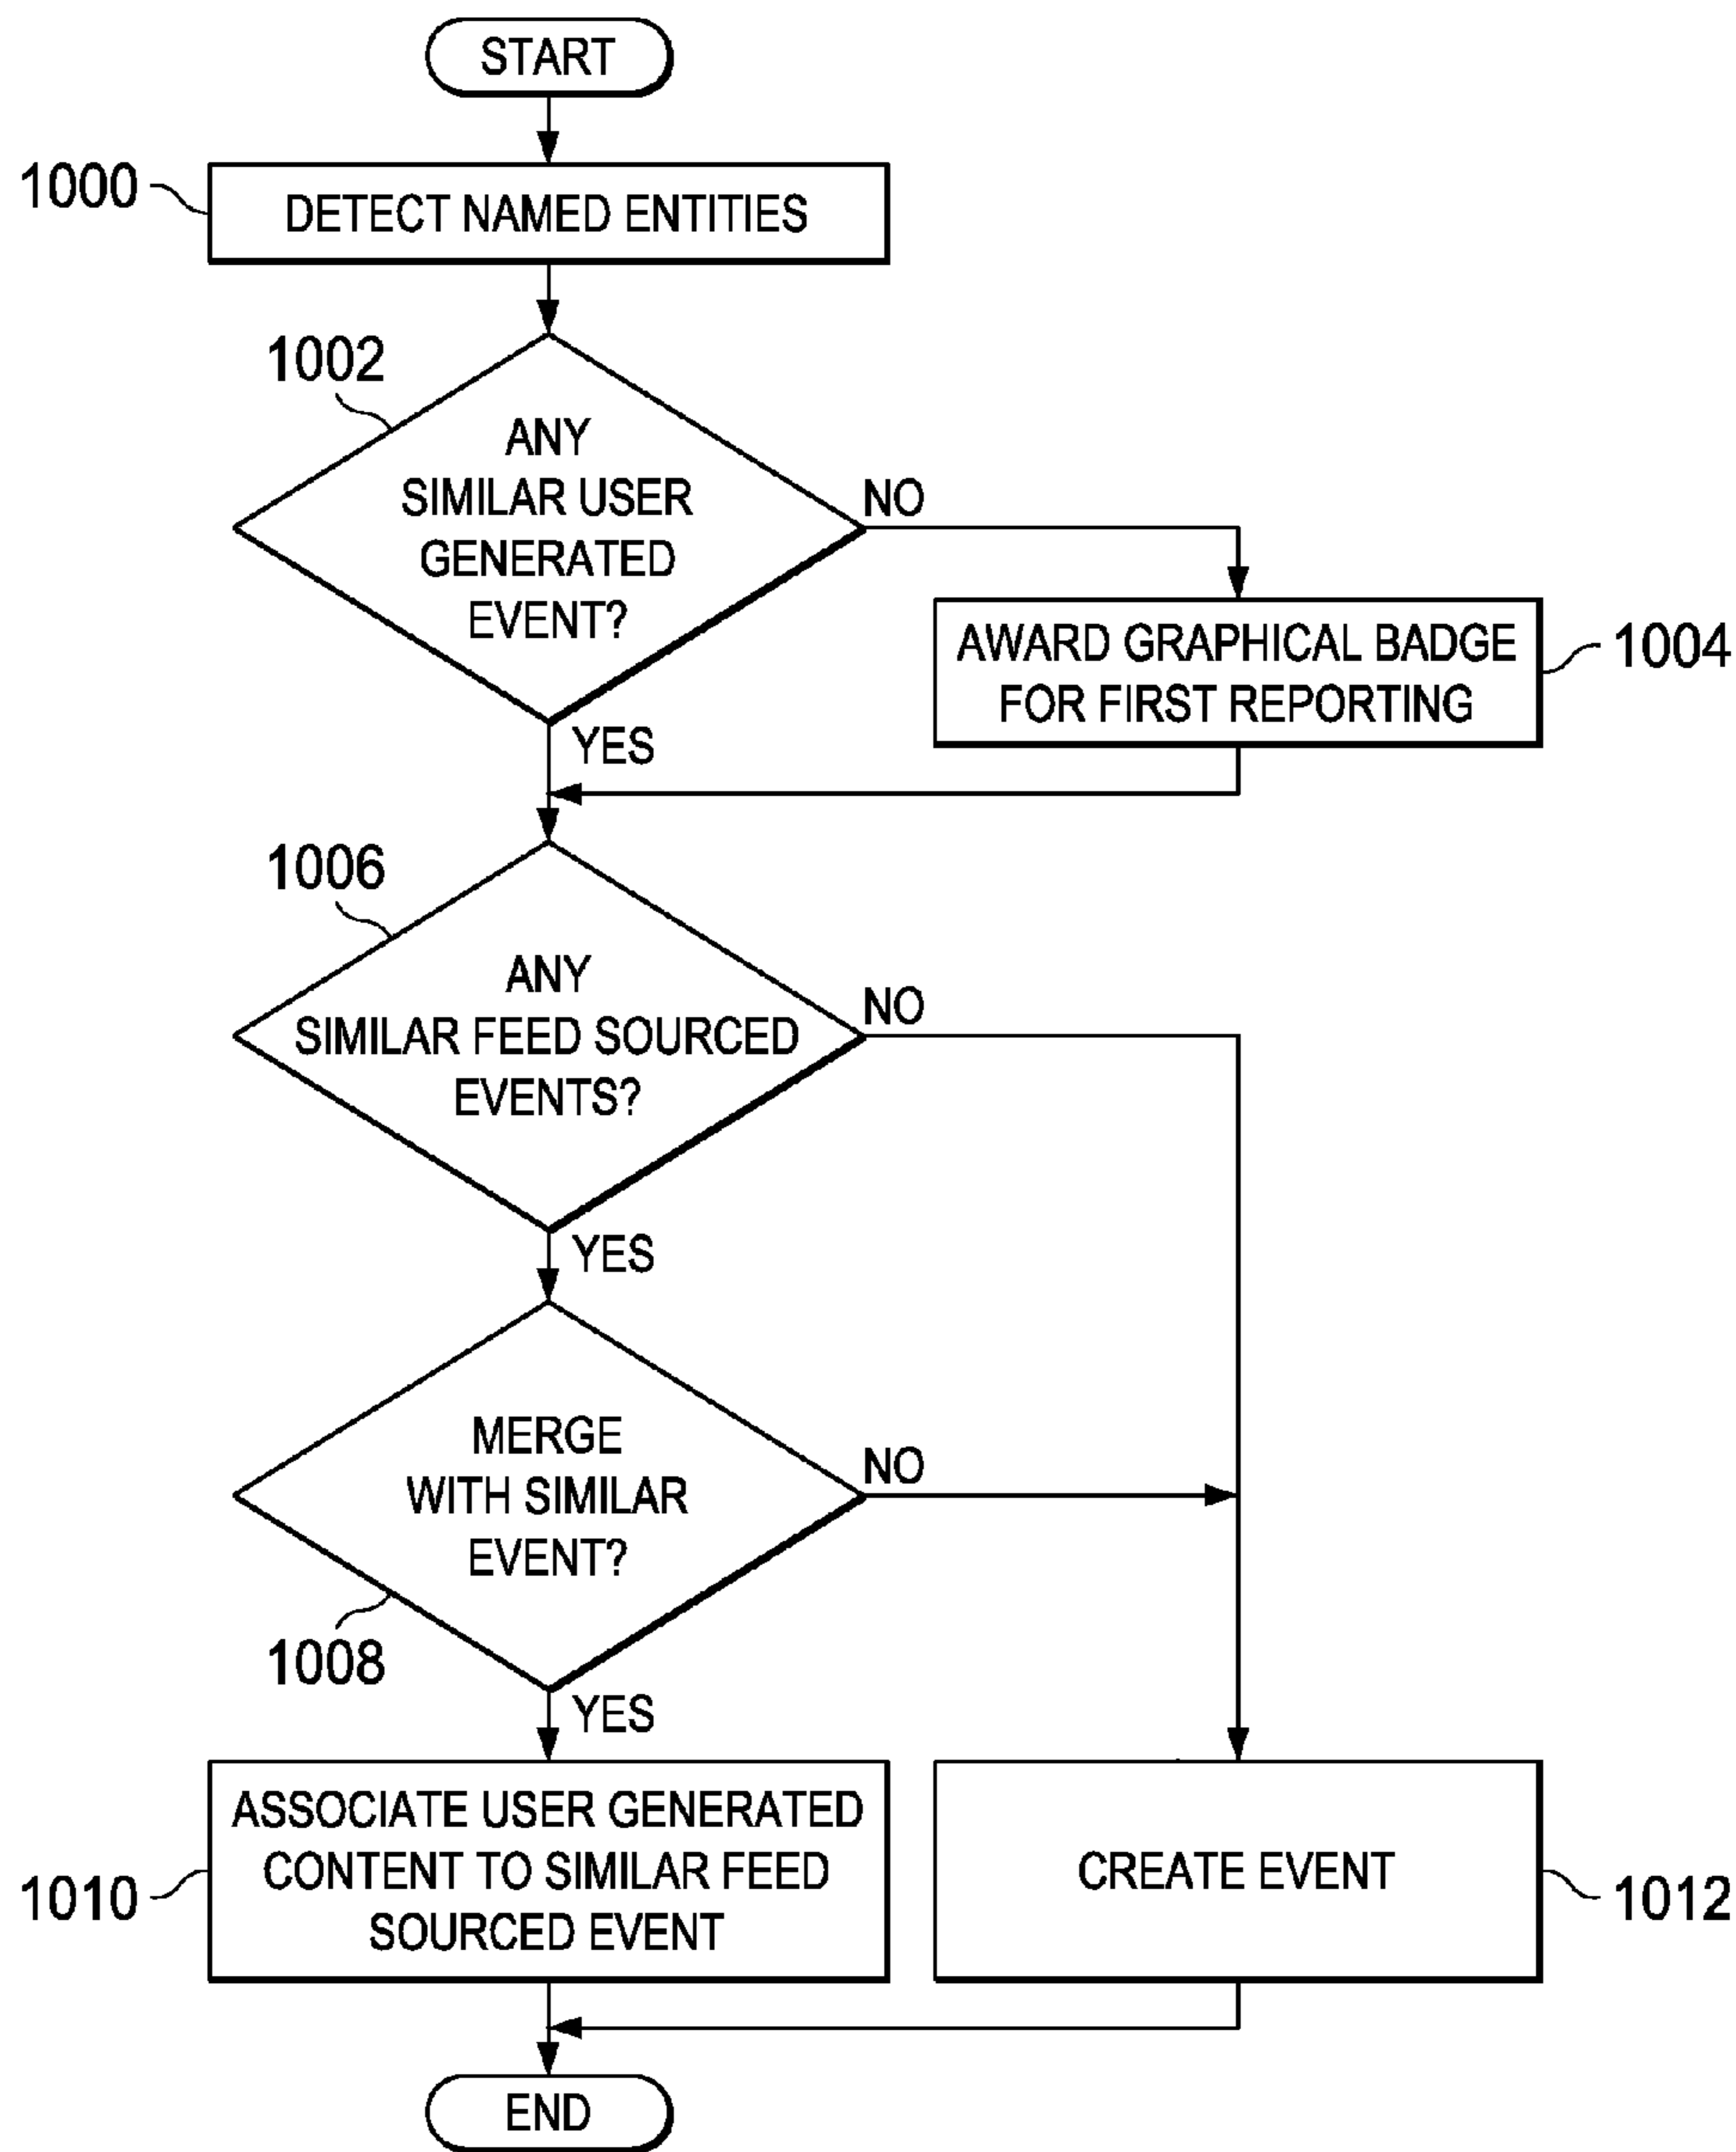 START
1000
DETECT NAMED ENTITIES
1002
ANY
SIMILAR USER
GENERATED
EVENT?
NO
YES
AWARD GRAPHICAL BADGE
FOR FIRST REPORTING
1004
1006
ANY
SIMILAR FEED SOURCED
EVENTS?
NO
YES
MERGE
WITH SIMILAR
EVENT?
NO
1008
YES
ASSOCIATE USER GENERATED
CONTENT TO SIMILAR FEED
SOURCED EVENT
1010
CREATE EVENT
1012
END